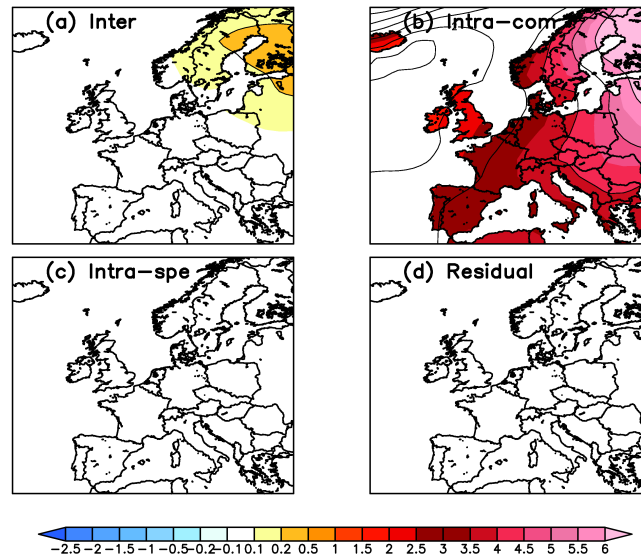 (a) Inter
(b) Intra-com
(c) Intra-spe
(d) Residual
-2.5 -2 -1.5 -1 -0.5 -0.2 -0.1 0.1 0.2 0.5 1 1.5 2 2.5 3 3.5 4 4.5 5 5.5 6